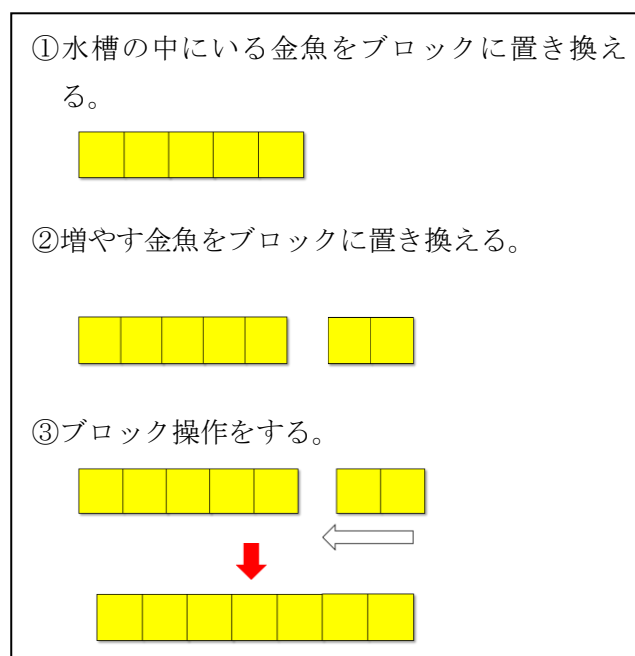 ①水槽の中にいる金魚をブロックに置き換え
る。
②増やす金魚をブロックに置き換える。
③ブロック操作をする。